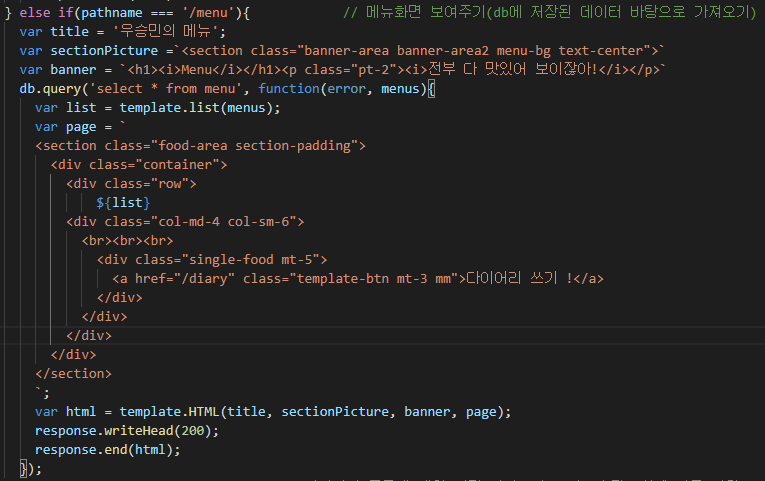 } else if(pathname === '/menu'){ // 메뉴화면 보여주기(db에 저장된 데이터 바탕으로 가져오기)
var title = '우승민의 메뉴';
var sectionPicture =`<section class="banner-area banner-area2 menu-bg text-center">`
var banner = `<h1><i>Menu</i></h1><p class="pt-2"><i>전부 다 맛있어 보이잖아!</i></p>`
db.query('select * from menu', function(error, menus){
var list = template.list(menus);
var page = `
<section class="food-area section-padding">
<div class="container">
<div class="row">
${list}
<div class="col-md-4 col-sm-6">
<br><br><br>
<div class="single-food mt-5">
<a href="/diary" class="template-btn mt-3 mm">다이어리 쓰기 !</a>
</div>
</div>
</div>
</div>
</section>
`;
var html = template.HTML(title, sectionPicture, banner, page);
response.writeHead(200);
response.end(html);
});